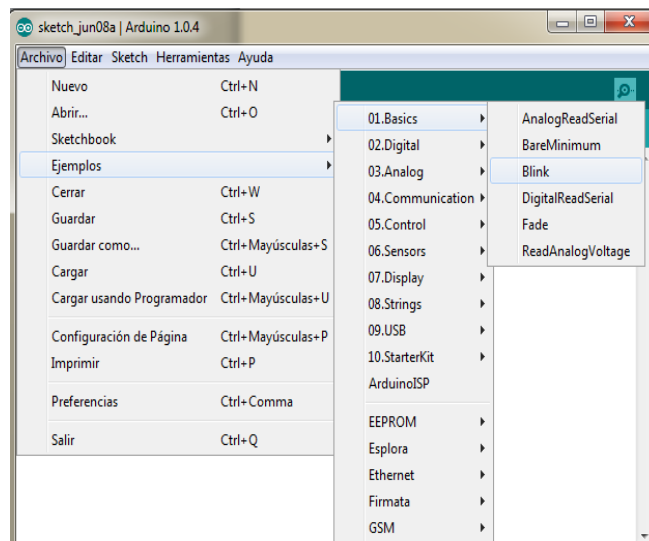 sketch_jun08a | Arduino 1.0.4
Archivo Editar Sketch Herramientas Ayuda
Nuevo Ctrl+N
Abrir... Ctrl+O
Sketchbook
Ejemplos
Cerrar Ctrl+W
Guardar Ctrl+S
Guardar como... Ctrl+Mayúsculas+S
Cargar Ctrl+U
Cargar usando Programador Ctrl+Mayúsculas+U
Configuración de Página Ctrl+Mayúsculas+P
Imprimir Ctrl+P
Preferencias Ctrl+Comma
Salir Ctrl+Q
01.Basics
02.Digital
03.Analog
04.Communication
05.Control
06.Sensors
07.Display
08.Strings
09.USB
10.StarterKit
ArduinoISP
EEPROM
Esplora
Ethernet
Firmata
GSM
AnalogReadSerial
BareMinimum
Blink
DigitalReadSerial
Fade
ReadAnalogVoltage